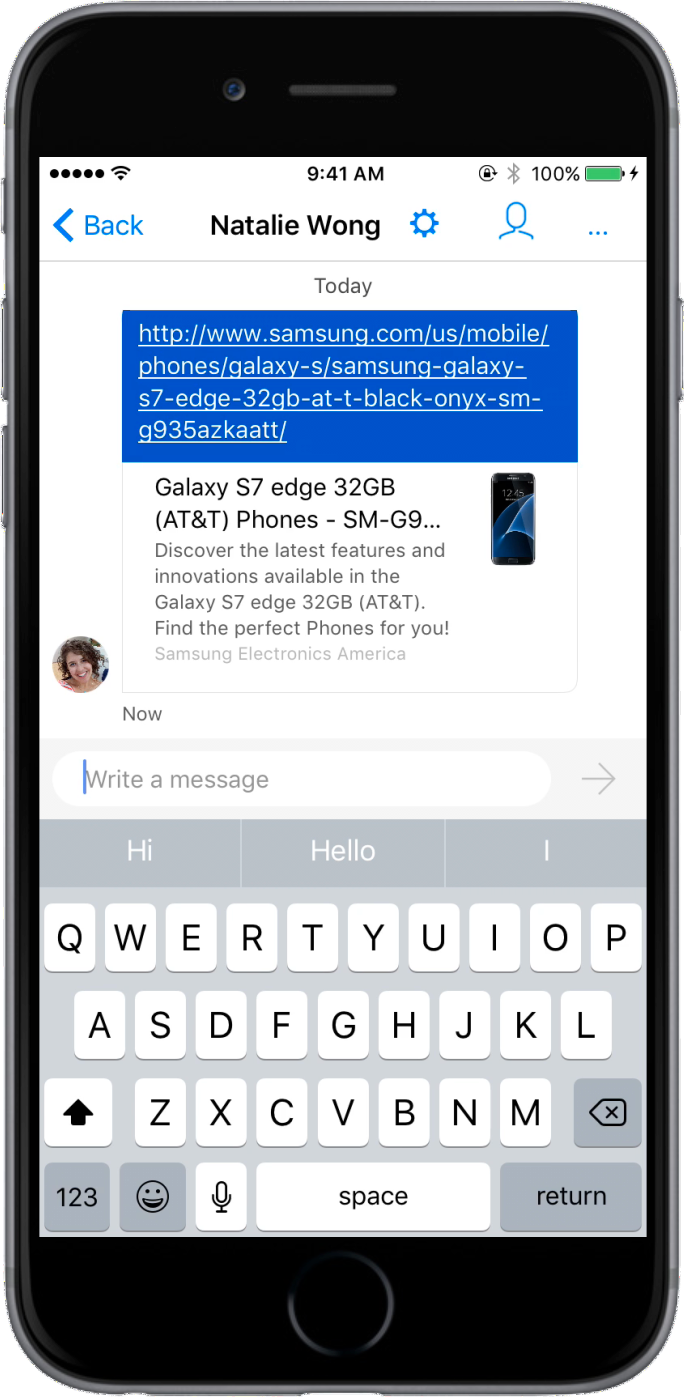 9:41 AM
100%
Back
Natalie Wong
...
Today
http://www.samsung.com/us/mobile/
phones/galaxy-s/samsung-galaxy-
s7-edge-32gb-at-t-black-onyx-sm-
g935azkaatt/
Galaxy S7 edge 32GB
(AT&T) Phones - SM-G9...
12:45
Discover the latest features and
innovations available in the
Galaxy S7 edge 32GB (AT&T).
Find the perfect Phones for you!
Samsung Electronics America
Now
Write a message
Hi
Hello
I
Q W E R T Y U I O P
A S D F G H J K L
Z X C V B N M
123
space
return